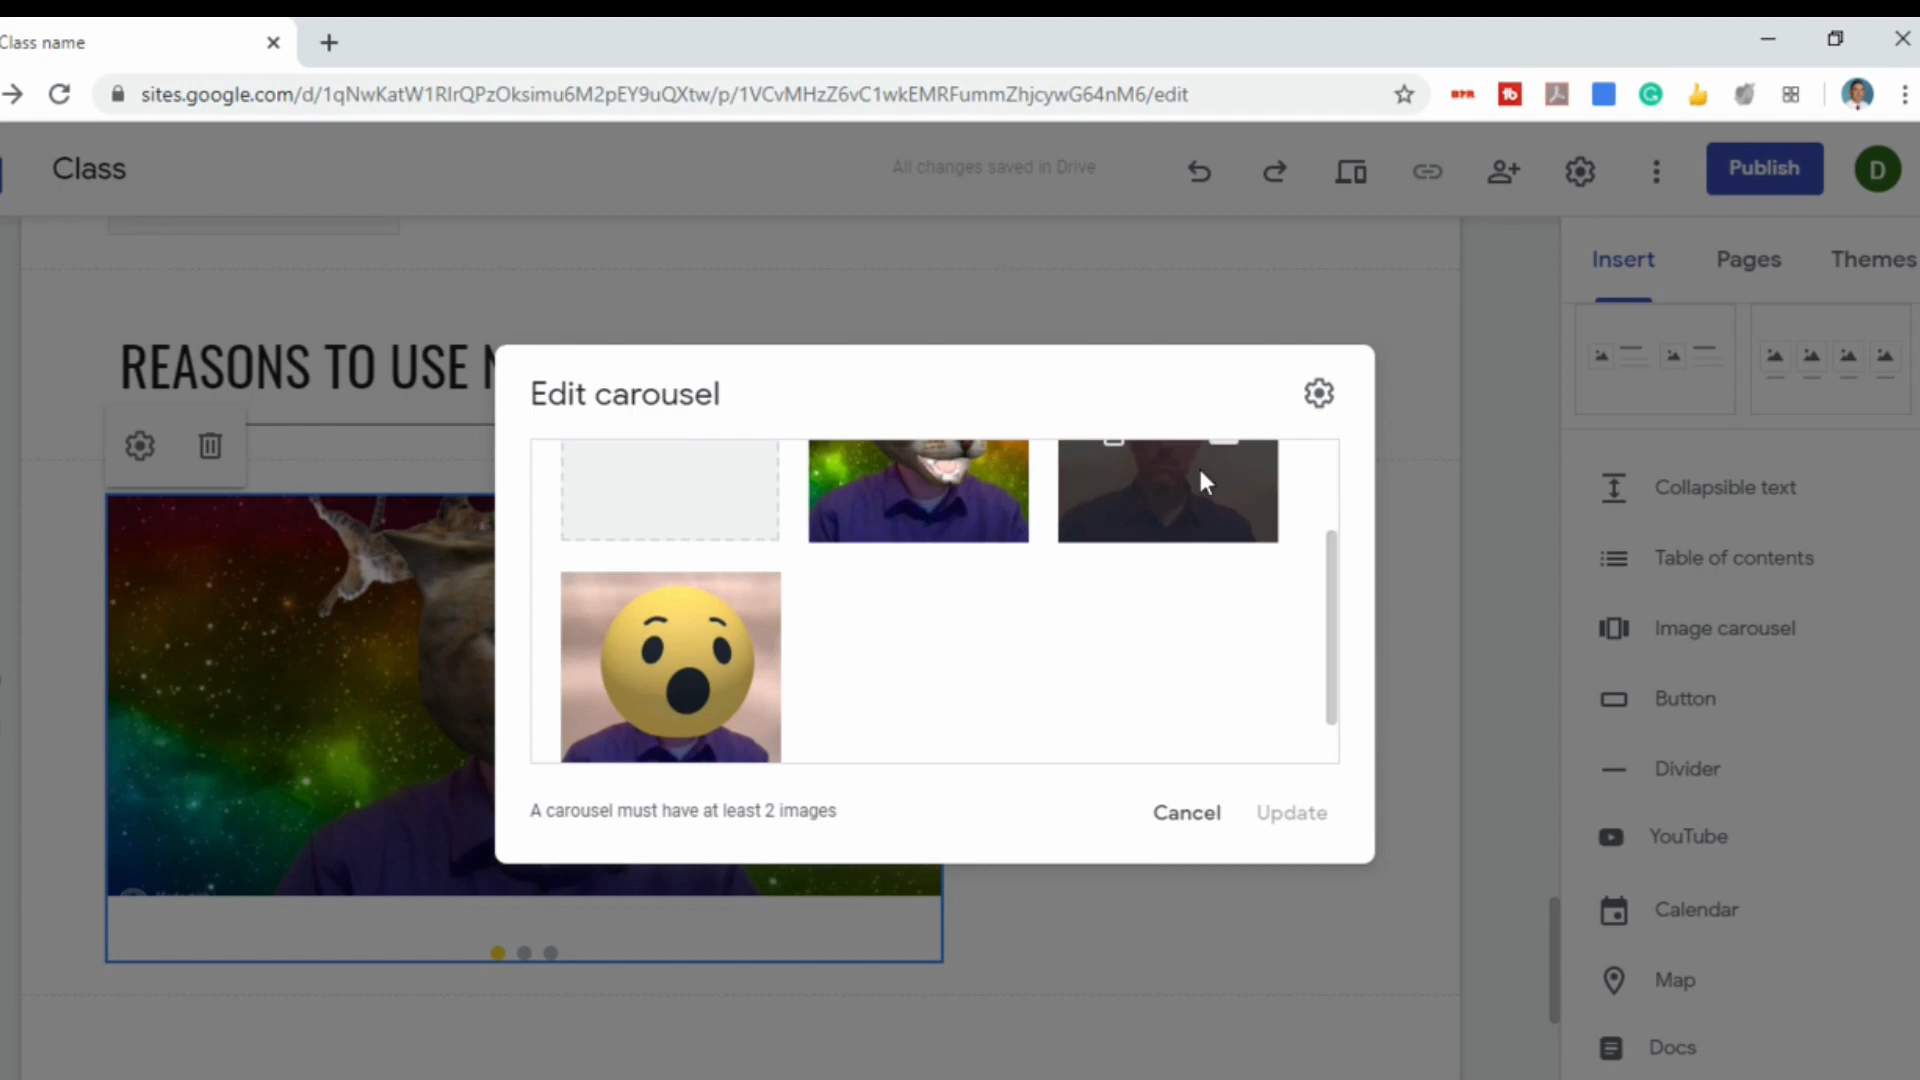 Class name
sites.google.com/d/1qNwKatW1RIrQPzOksimu6M2pEY9uQXtw/p/1VCvMHzZ6vC1wkEMRFummZhjcywG64nM6/edit
Class
All changes saved in Drive
Publish
D
Insert
Pages
Themes
REASONS TO USE
Edit carousel
Collapsible text
Table of contents
Image carousel
Button
Divider
YouTube
Calendar
Map
Docs
A carousel must have at least 2 images
Cancel
Update